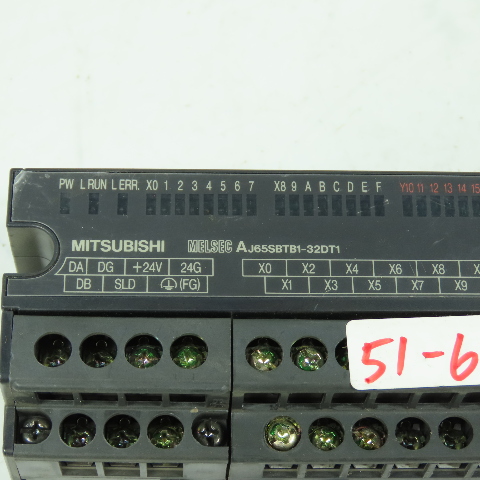 PW L RUN L ERR. X0 1 2 3 4 5 6 7 X8 9 A B C D E F Y10 11 12 13 14 15
MITSUBISHI MELSEC AJ65SBTB1-32DT1
DA DG +24V 24G X0 X2 X4 X6 X8
DB SLD (FG) X1 X3 X5 X7 X9
51-6